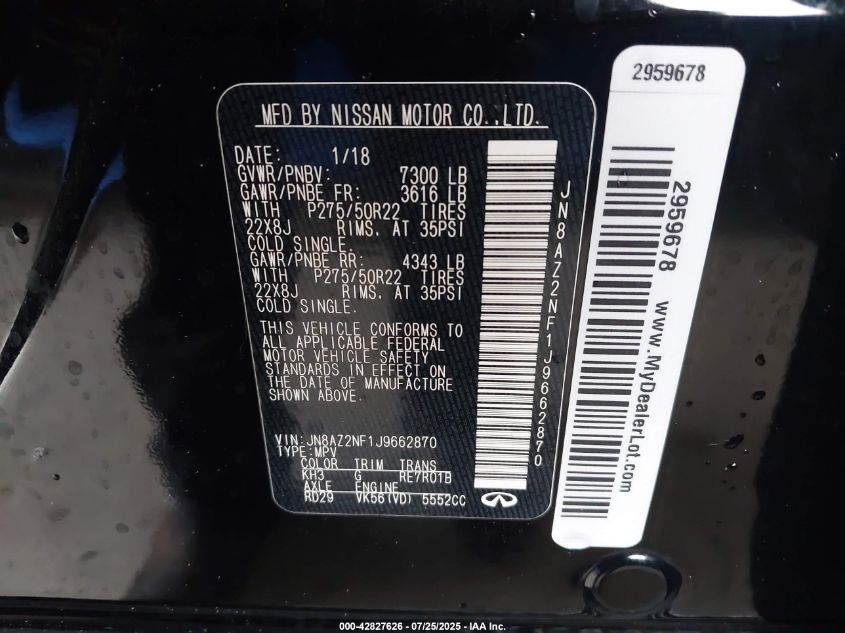 MFD BY NISSAN MOTOR CO.,LTD.
DATE: 1/18
GVWR/PNBV: 7300 LB
GAWR/PNBE FR: 3616 LB
WITH P275/50R22 TIRES
22X8J RIMS. AT 35PSI
COLD SINGLE.
GAWR/PNBE RR: 4343 LB
WITH P275/50R22 TIRES
22X8J RIMS. AT 35PSI
COLD SINGLE.
THIS VEHICLE CONFORMS TO
ALL APPLICABLE FEDERAL
MOTOR VEHICLE SAFETY
STANDARDS IN EFFECT ON
THE DATE OF MANUFACTURE
SHOWN ABOVE.
VIN:JN8AZ2NF1J9662870
TYPE:MPV
COLOR TRIM TRANS
KH3 G RE7R01B
AXLE ENGINE
RD29 VK56(VD) 5552CC
JN8AZ2NF1J9662870
2959678
2959678
www.MyDealerLot.com
000-42827626 - 07/25/2025 - IAA Inc.